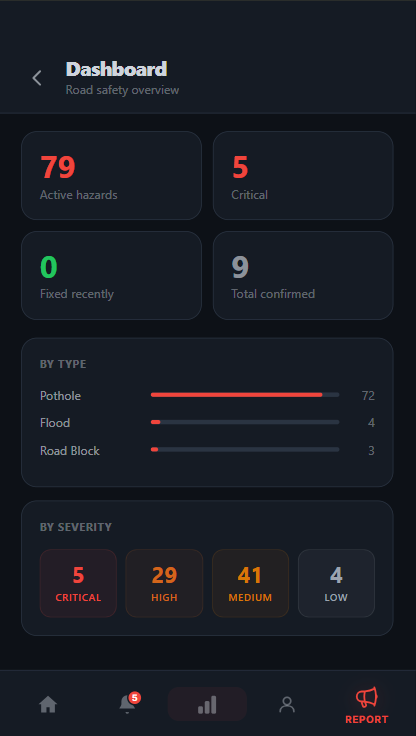 Dashboard
Road safety overview
79
Active hazards
5
Critical
0
Fixed recently
9
Total confirmed
BY TYPE
Pothole 72
Flood 4
Road Block 3
BY SEVERITY
5
CRITICAL
29
HIGH
41
MEDIUM
4
LOW
5
REPORT